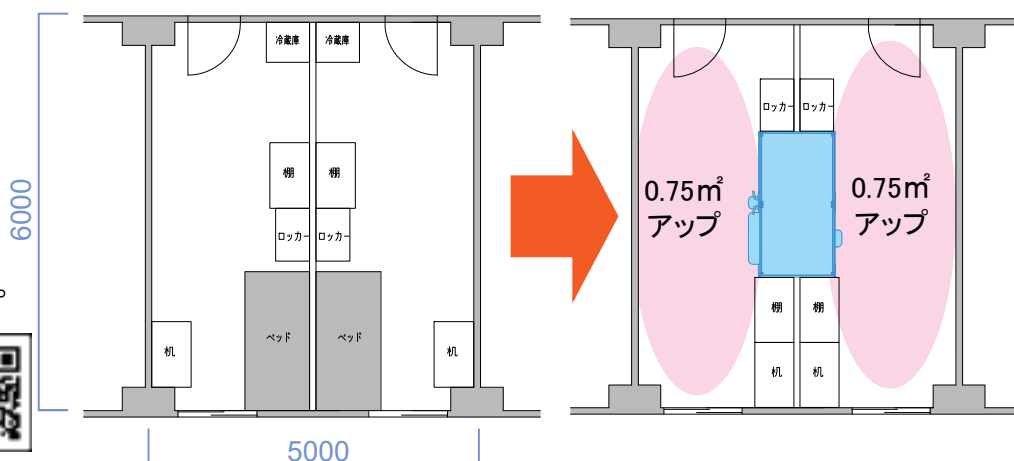 冷蔵庫
冷蔵庫
棚
棚
ロッカー
ロッカー
ベッド
ベッド
机
机
6000
5000
。
ロッカー
ロッカー
0.75㎡
アップ
0.75㎡
アップ
棚
棚
机
机